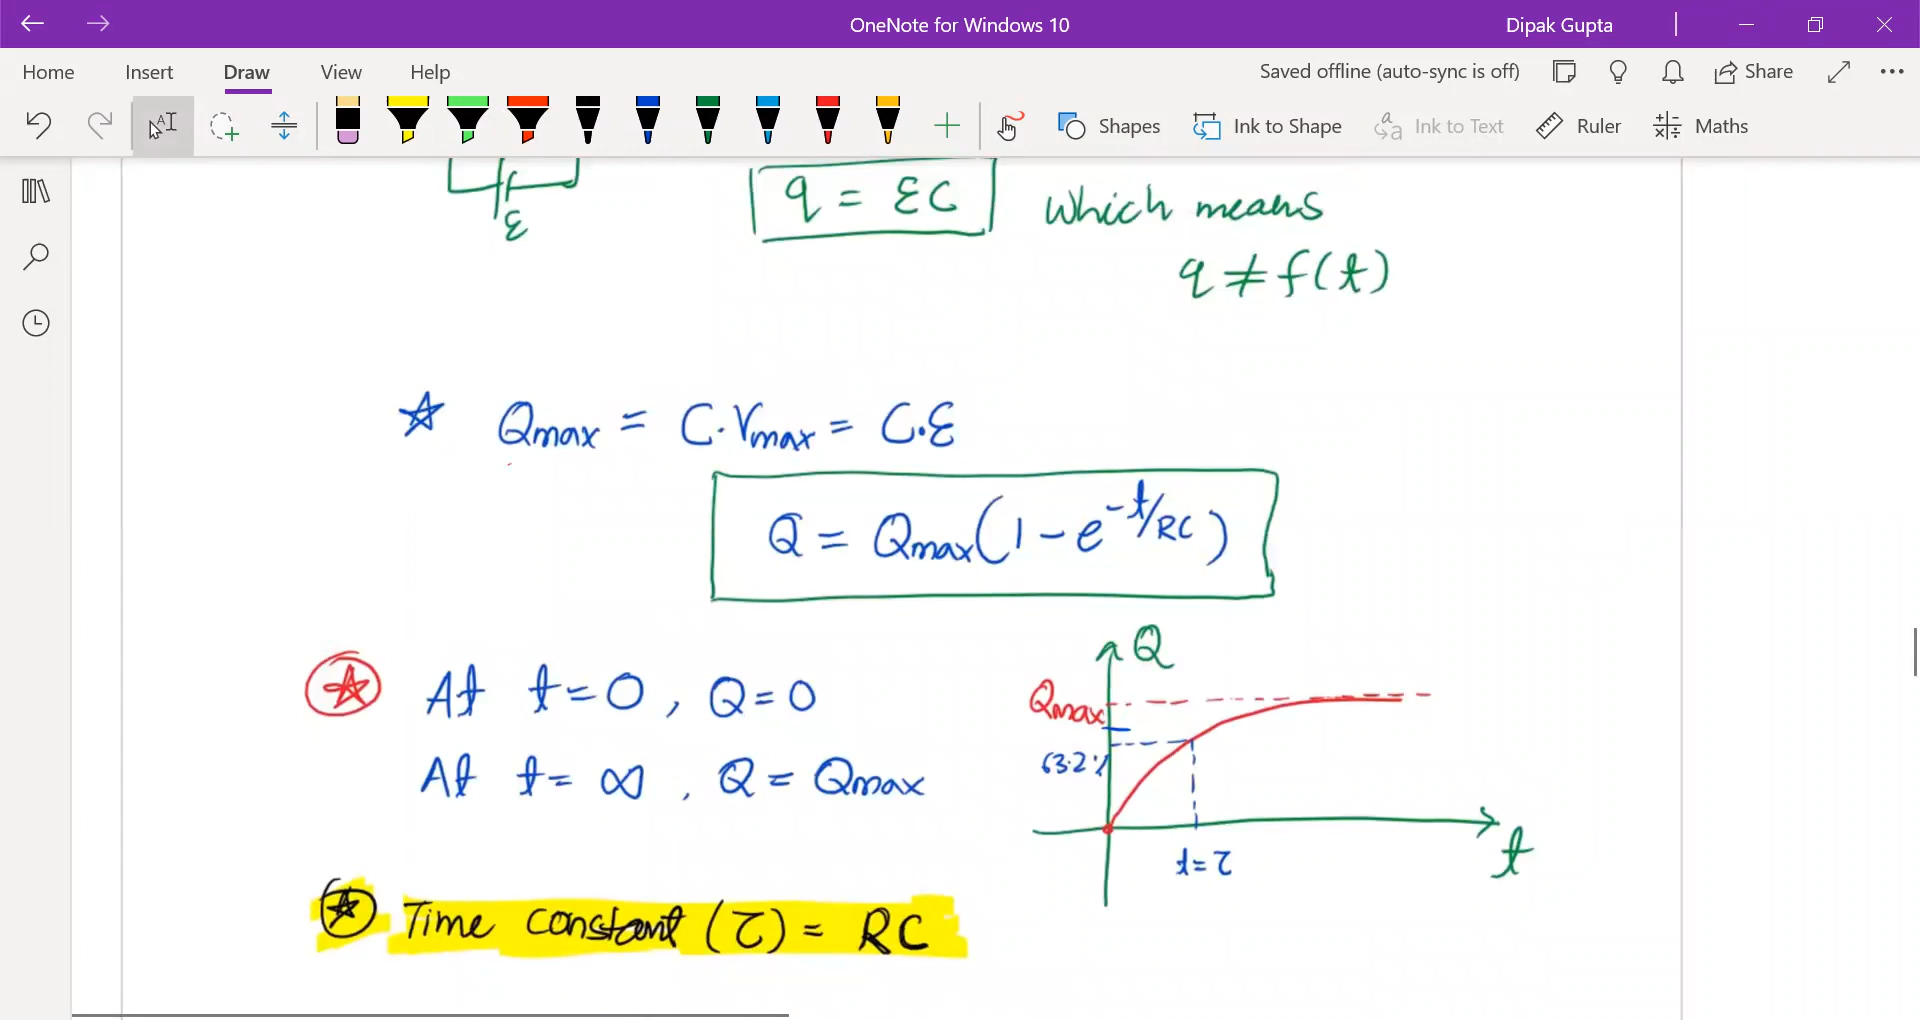 OneNote for Windows 10
Dipak Gupta
Home Insert Draw View Help
Saved offline (auto-sync is off)
Share
Shapes
Ink to Shape
Ink to Text
Ruler
Maths
ε
q = εC
which means
q ≠ f(t)
☆ Qmax = C.Vmax = C.ε
Q = Qmax(1 - e^-t/RC)
At t=0, Q=0
At t=∞, Q = Qmax
Q
Qmax
63.2%
t=τ
t
Time constant (τ) = RC